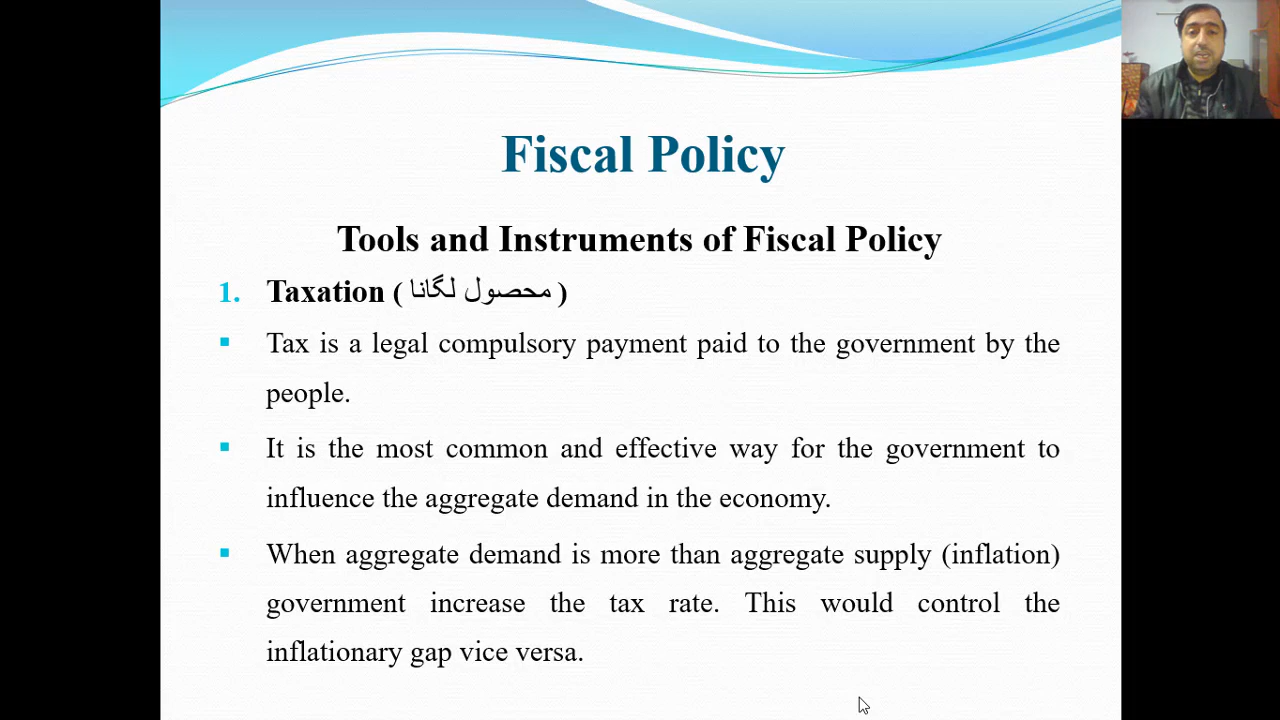 Fiscal Policy
Tools and Instruments of Fiscal Policy
1. Taxation ( محصول لگانا )
▪ Tax is a legal compulsory payment paid to the government by the
people.
▪ It is the most common and effective way for the government to
influence the aggregate demand in the economy.
▪ When aggregate demand is more than aggregate supply (inflation)
government increase the tax rate. This would control the
inflationary gap vice versa.